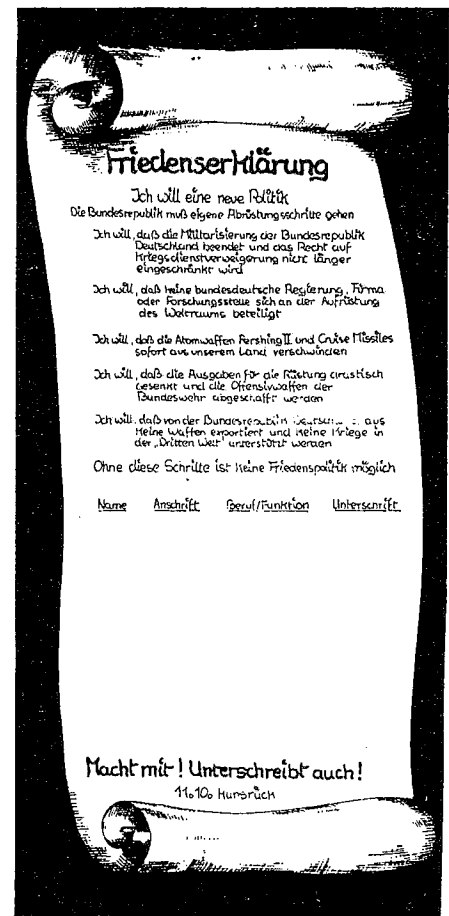 Friedenserklärung
Ich will eine neue Politik
Die Bundesrepublik muß eigene Abrüstungsschritte gehen
Ich will, daß die Militarisierung der Bundesrepublik
Deutschland beendet und das Recht auf
Kriegsdienstverweigerung nicht länger
eingeschränkt wird
Ich will, daß keine bundesdeutsche Regierung, Firma
oder Forschungsstelle sich an der Aufrüstung
des Weltraums beteiligt
Ich will, daß die Atomwaffen Pershing II und Cruise Missiles
sofort aus unserem Land verschwinden
Ich will, daß die Ausgaben für die Rüstung drastisch
gesenkt und die Offensivwaffen der
Bundeswehr abgeschafft werden
Ich will, daß von der Bundesrepublik aus
keine Waffen exportiert und keine Kriege in
der „Dritten Welt" unterstützt werden
Ohne diese Schritte ist keine Friedenspolitik möglich
Name Anschrift Beruf/Funktion Unterschrift
Macht mit! Unterschreibt auch!
11.10. Hunsrück